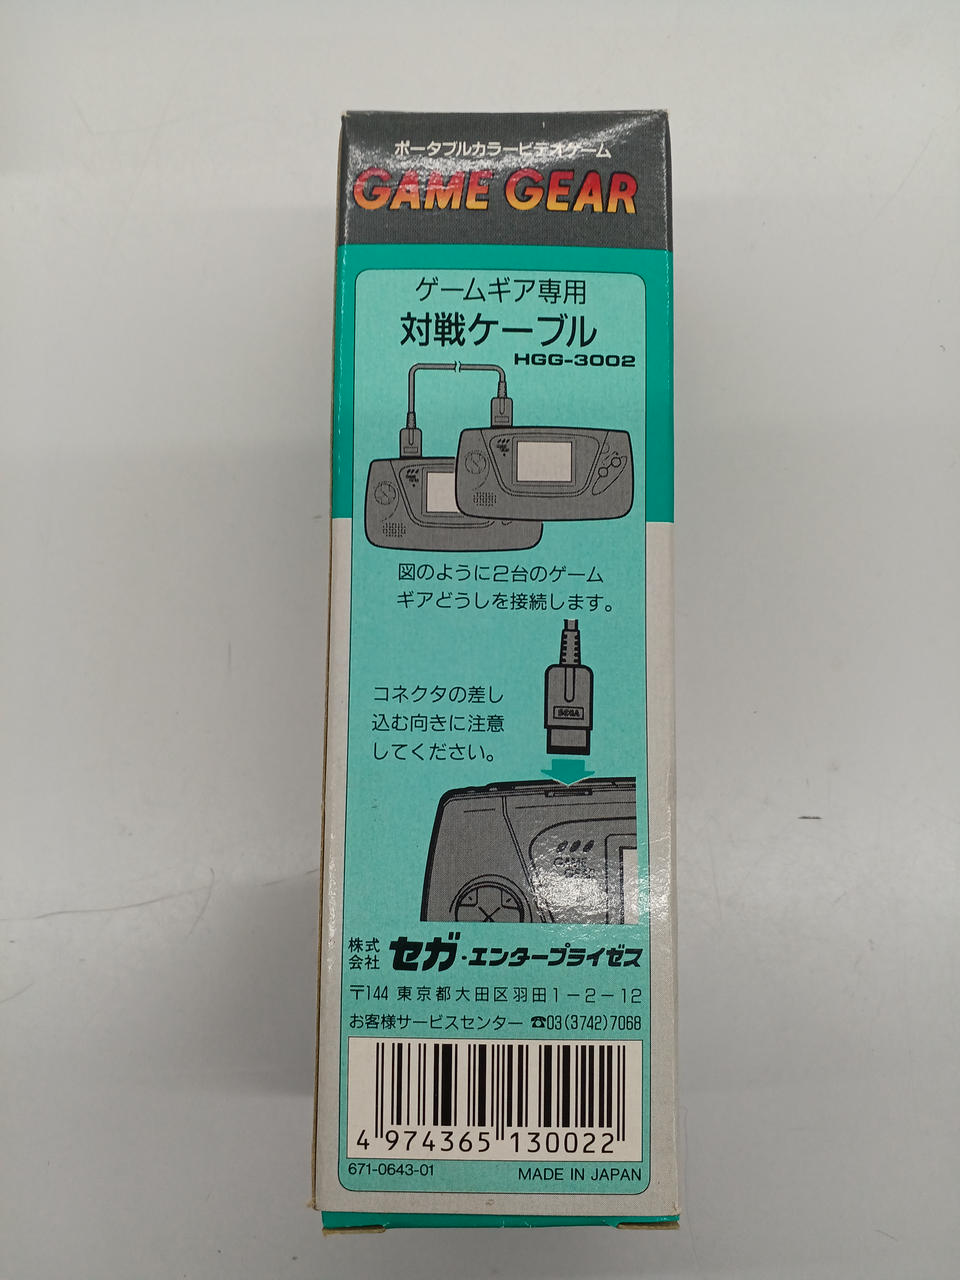 ポータブルカラービデオゲーム
GAME GEAR
ゲームギア専用
対戦ケーブル
HGG-3002
図のように2台のゲーム
ギアどうしを接続します。
コネクタの差し
込む向きに注意
してください。
SEGA
GAME
GEAR
株式会社 セガ・エンタープライゼス
〒144 東京都大田区羽田1-2-12
お客様サービスセンター ☎03(3742)7068
4 974365 130022
671-0643-01 MADE IN JAPAN